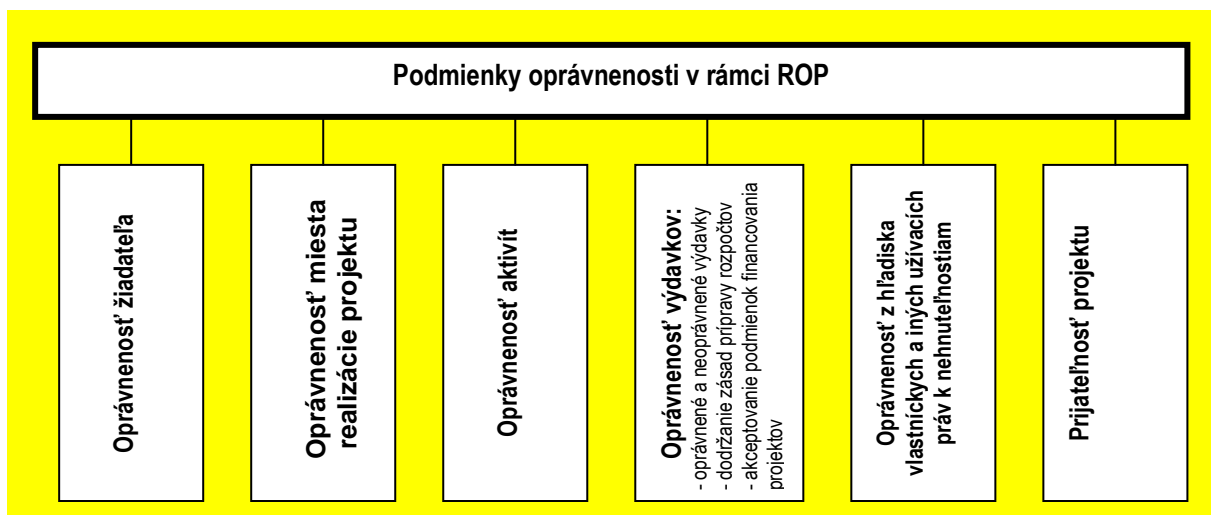 Podmienky oprávnenosti v rámci ROP
Oprávnenosť žiadateľa
Oprávnenosť miesta
realizácie projektu
Oprávnenosť aktivít
Oprávnenosť výdavkov:
- oprávnené a neoprávnené výdavky
- dodržanie zásad prípravy rozpočtov
- akceptovanie podmienok financovania
projektov
Oprávnenosť z hľadiska
vlastníckych a iných užívacích
práv k nehnuteľnostiam
Prijateľnosť projektu